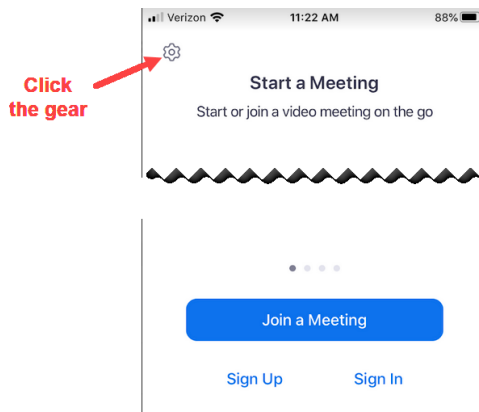 Verizon 11:22 AM 88%
Click
the gear
Start a Meeting
Start or join a video meeting on the go
Join a Meeting
Sign Up Sign In